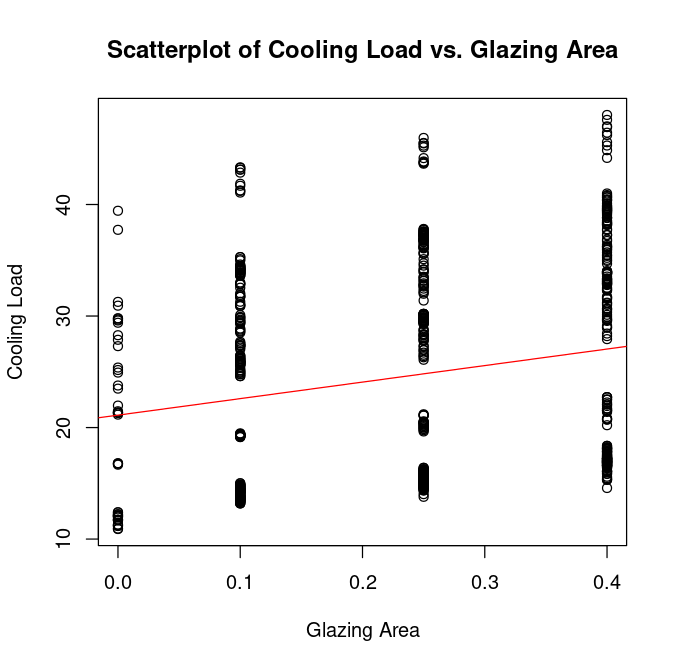 Scatterplot of Cooling Load vs. Glazing Area
Cooling Load
40
30
20
10
0.0 0.1 0.2 0.3 0.4
Glazing Area